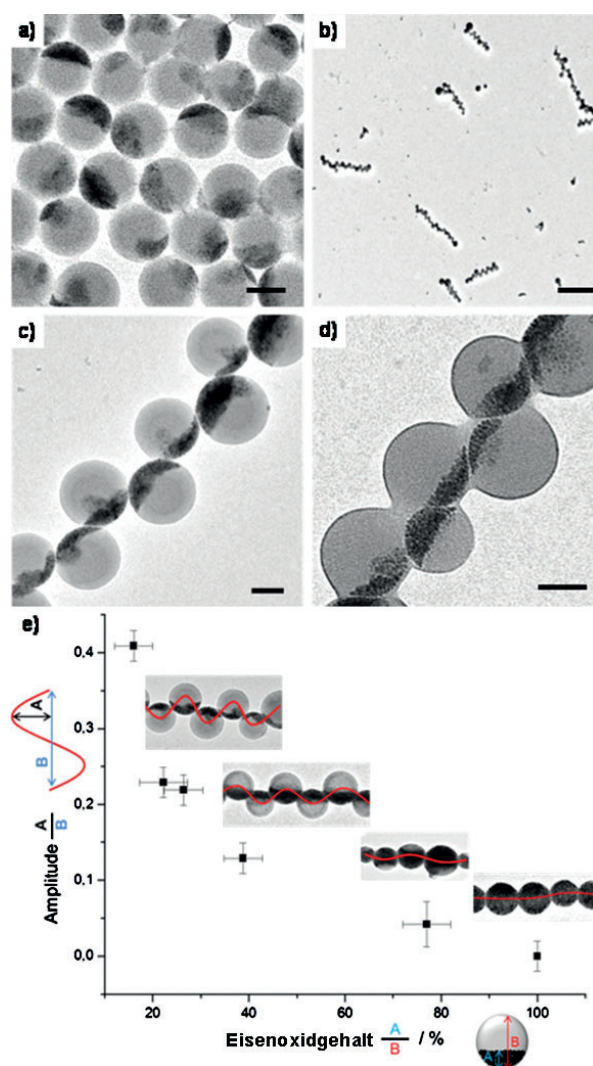 a)
b)
c)
d)
e)
0,4
0,3
0,2
0,1
0,0
Amplitude A/B
A
B
20
40
60
80
100
Eisenoxidgehalt A/B / %
B
A